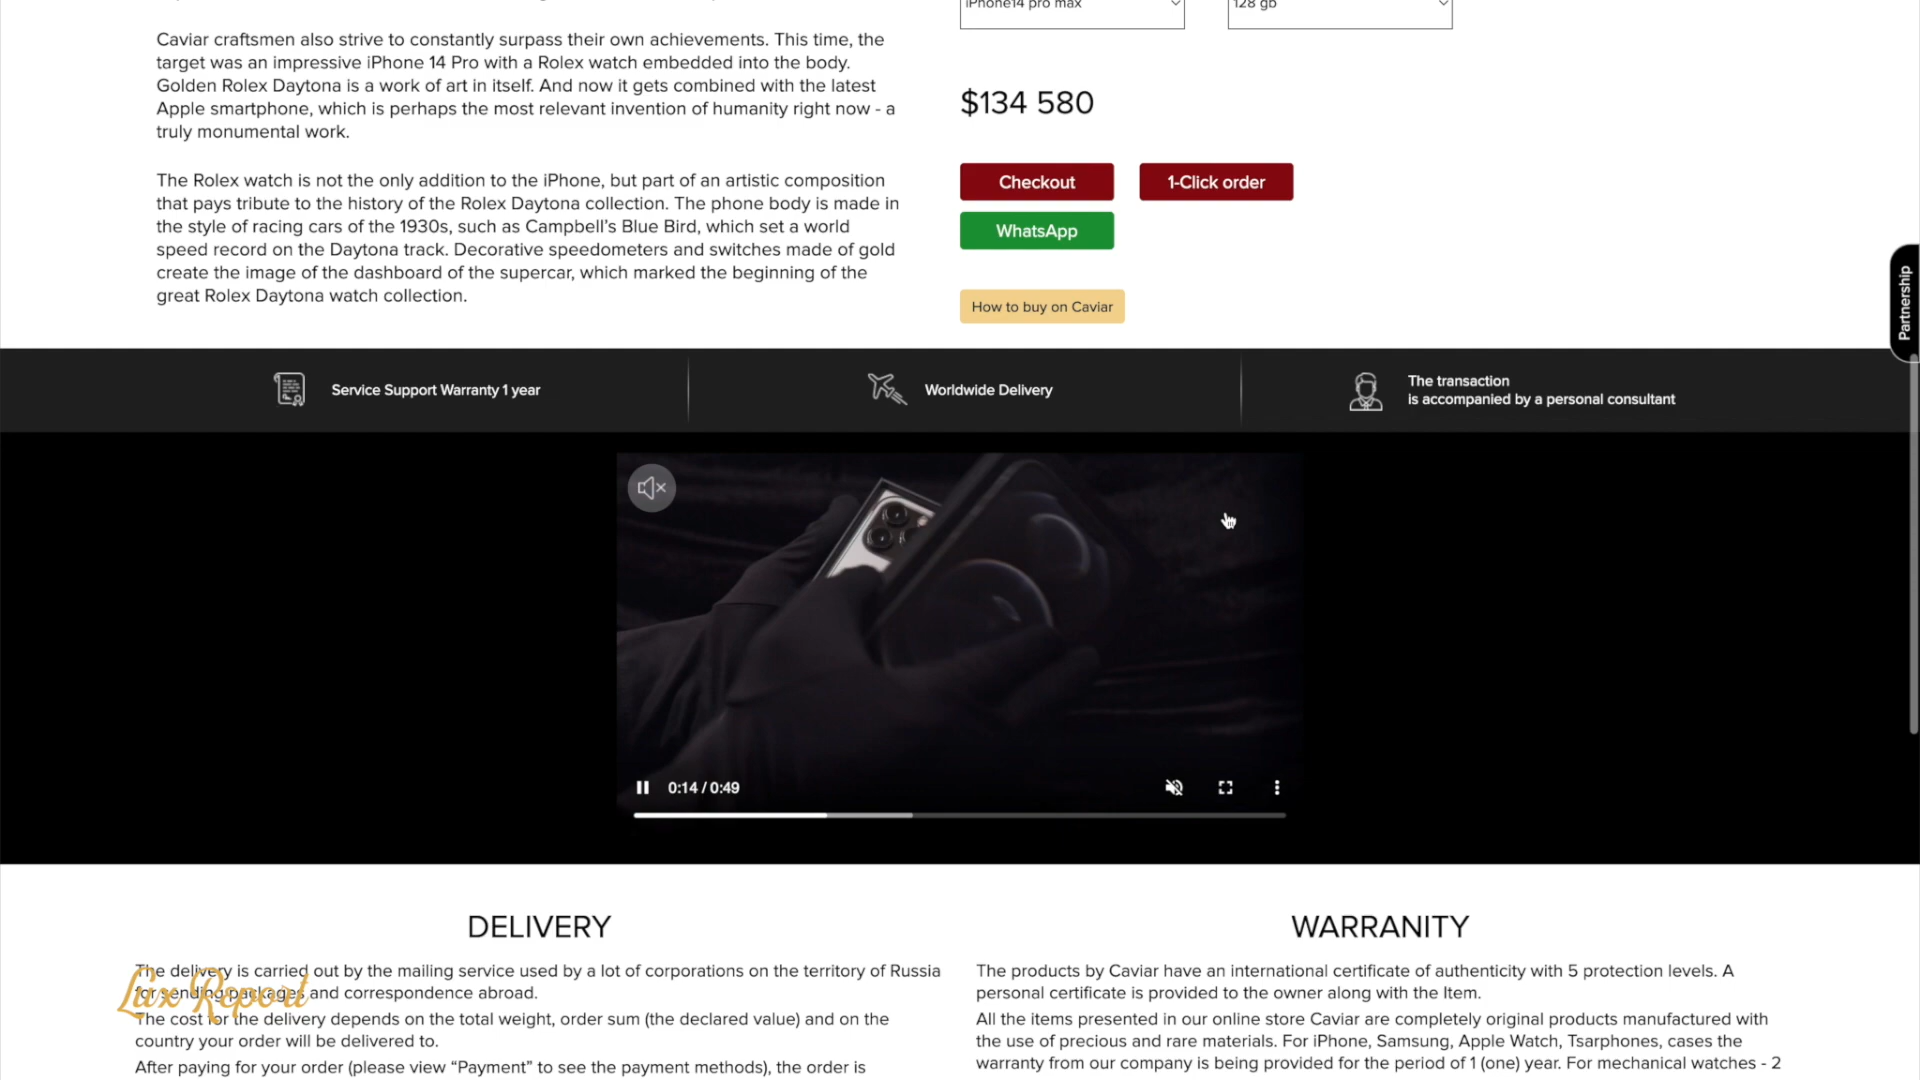 iPhone14 pro max
128 gb
Caviar craftsmen also strive to constantly surpass their own achievements. This time, the
target was an impressive iPhone 14 Pro with a Rolex watch embedded into the body.
Golden Rolex Daytona is a work of art in itself. And now it gets combined with the latest
Apple smartphone, which is perhaps the most relevant invention of humanity right now - a
truly monumental work.
The Rolex watch is not the only addition to the iPhone, but part of an artistic composition
that pays tribute to the history of the Rolex Daytona collection. The phone body is made in
the style of racing cars of the 1930s, such as Campbell's Blue Bird, which set a world
speed record on the Daytona track. Decorative speedometers and switches made of gold
create the image of the dashboard of the supercar, which marked the beginning of the
great Rolex Daytona watch collection.
$134 580
Checkout
1-Click order
WhatsApp
How to buy on Caviar
Partnership
Service Support Warranty 1 year
Worldwide Delivery
The transaction
is accompanied by a personal consultant
0:14 / 0:49
DELIVERY
The delivery is carried out by the mailing service used by a lot of corporations on the territory of Russia
for sending packages and correspondence abroad.
The cost for the delivery depends on the total weight, order sum (the declared value) and on the
country your order will be delivered to.
After paying for your order (please view “Payment” to see the payment methods), the order is
Lux Report
WARRANITY
The products by Caviar have an international certificate of authenticity with 5 protection levels. A
personal certificate is provided to the owner along with the Item.
All the items presented in our online store Caviar are completely original products manufactured with
the use of precious and rare materials. For iPhone, Samsung, Apple Watch, Tsarphones, cases the
warranty from our company is being provided for the period of 1 (one) year. For mechanical watches - 2